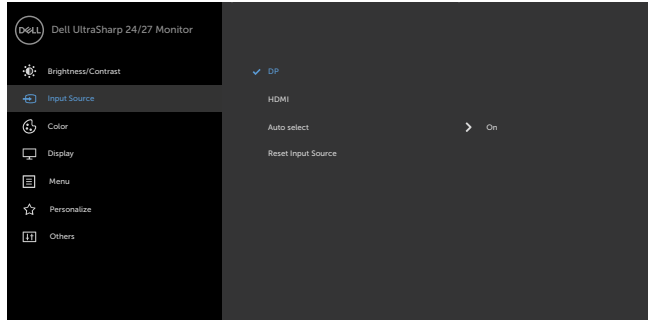 DELL Dell UltraSharp 24/27 Monitor
Brightness/Contrast
DP
Input Source
HDMI
Color
Auto select On
Display
Reset Input Source
Menu
Personalize
Others